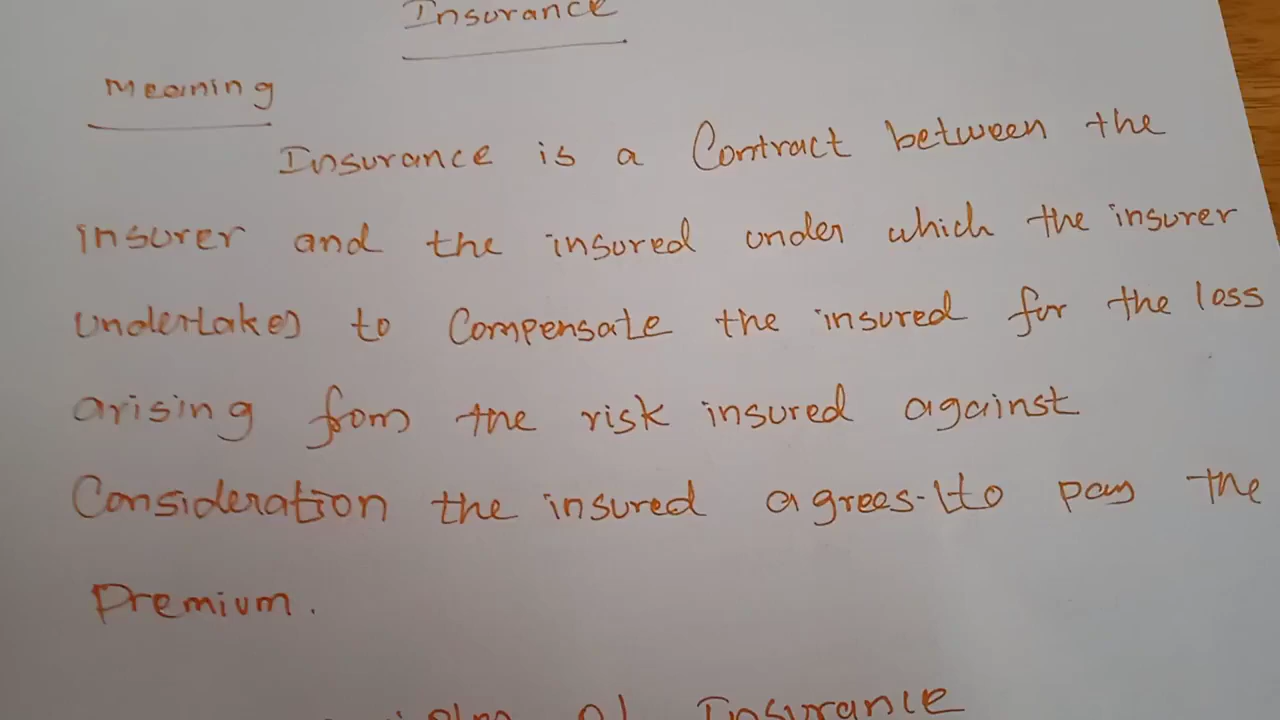 Insurance
Meaning
Insurance is a Contract between the
insurer and the insured under which the insurer
undertakes to Compensate the insured for the loss
arising from the risk insured against
Consideration the insured agrees to pay the
Premium.
of Insurance